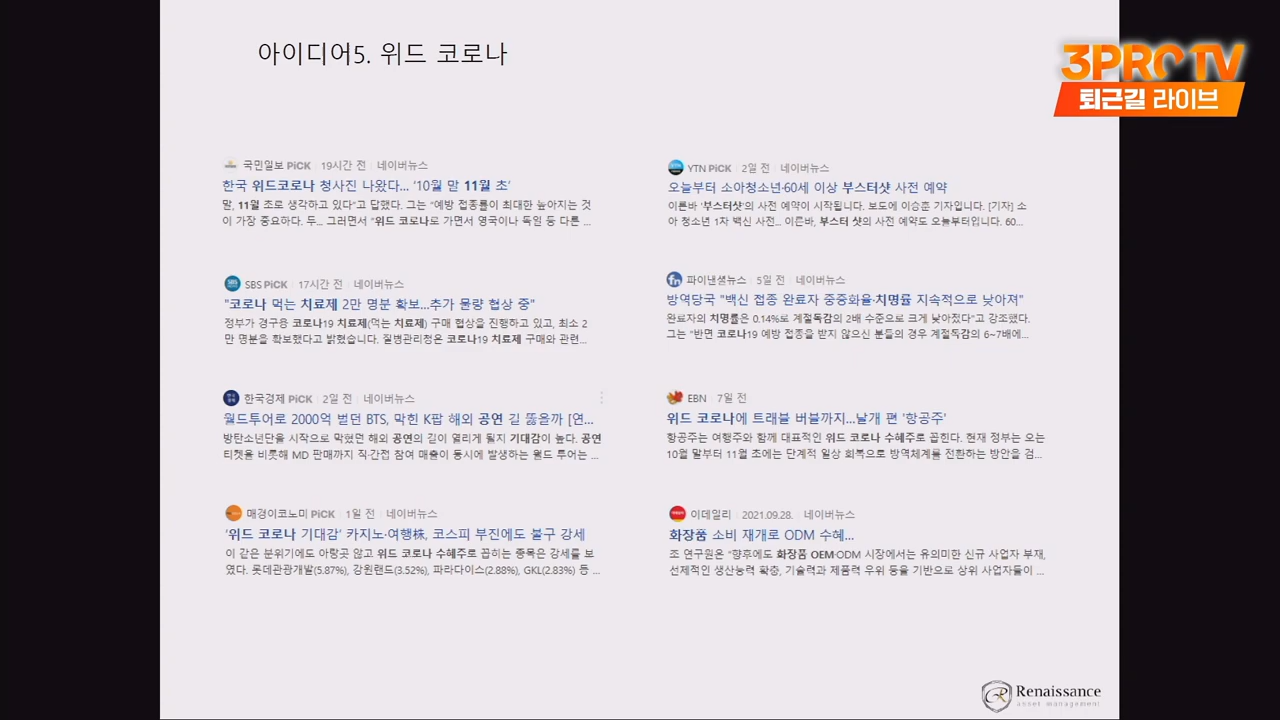 아이디어5. 위드 코로나
3PRO TV
퇴근길 라이브
국민일보 PiCK 19시간 전 네이버뉴스
한국 위드코로나 청사진 나왔다... '10월 말 11월 초'
말, 11월 초로 생각하고 있다"고 답했다. 그는 "예방 접종률이 최대한 높아지는 것
이 가장 중요하다. 두... 그러면서 "위드 코로나로 가면서 영국이나 독일 등 다른 ...
SBS PiCK 17시간 전 네이버뉴스
"코로나 먹는 치료제 2만 명분 확보...추가 물량 협상 중"
정부가 경구용 코로나19 치료제(먹는 치료제) 구매 협상을 진행하고 있고, 최소 2
만 명분을 확보했다고 밝혔습니다. 질병관리청은 코로나19 치료제 구매와 관련...
한국경제 PiCK 2일 전 네이버뉴스
월드투어로 2000억 벌던 BTS, 막힌 K팝 해외 공연 길 뚫을까 [연...
방탄소년단을 시작으로 막혔던 해외 공연의 길이 열리게 될지 기대감이 높다. 공연
티켓을 비롯해 MD 판매까지 직·간접 참여 매출이 동시에 발생하는 월드 투어는 ...
매경이코노미 PiCK 1일 전 네이버뉴스
'위드 코로나 기대감' 카지노·여행株, 코스피 부진에도 불구 강세
이 같은 분위기에도 아랑곳 않고 위드 코로나 수혜주로 꼽히는 종목은 강세를 보
였다. 롯데관광개발(5.87%), 강원랜드(3.52%), 파라다이스(2.88%), GKL(2.83%) 등 ...
YTN PiCK 2일 전 네이버뉴스
오늘부터 소아청소년·60세 이상 부스터샷 사전 예약
이른바 '부스터샷'의 사전 예약이 시작됩니다. 보도에 이승훈 기자입니다. [기자] 소
아 청소년 1차 백신 사전... 이른바, 부스터 샷의 사전 예약도 오늘부터입니다. 60...
파이낸셜뉴스 5일 전 네이버뉴스
방역당국 "백신 접종 완료자 중중화율·치명률 지속적으로 낮아져"
완료자의 치명률은 0.14%로 계절독감의 2배 수준으로 크게 낮아졌다"고 강조했다.
그는 "반면 코로나19 예방 접종을 받지 않으신 분들의 경우 계절독감의 6~7배에...
EBN 7일 전
위드 코로나에 트래블 버블까지...날개 편 '항공주'
항공주는 여행주와 함께 대표적인 위드 코로나 수혜주로 꼽힌다. 현재 정부는 오는
10월 말부터 11월 초에는 단계적 일상 회복으로 방역체계를 전환하는 방안을 검...
이데일리 2021.09.28. 네이버뉴스
화장품 소비 재개로 ODM 수혜...
조 연구원은 "향후에도 화장품 OEM·ODM 시장에서는 유의미한 신규 사업자 부재,
선제적인 생산능력 확충, 기술력과 제품력 우위 등을 기반으로 상위 사업자들이 ...
Renaissance
asset management